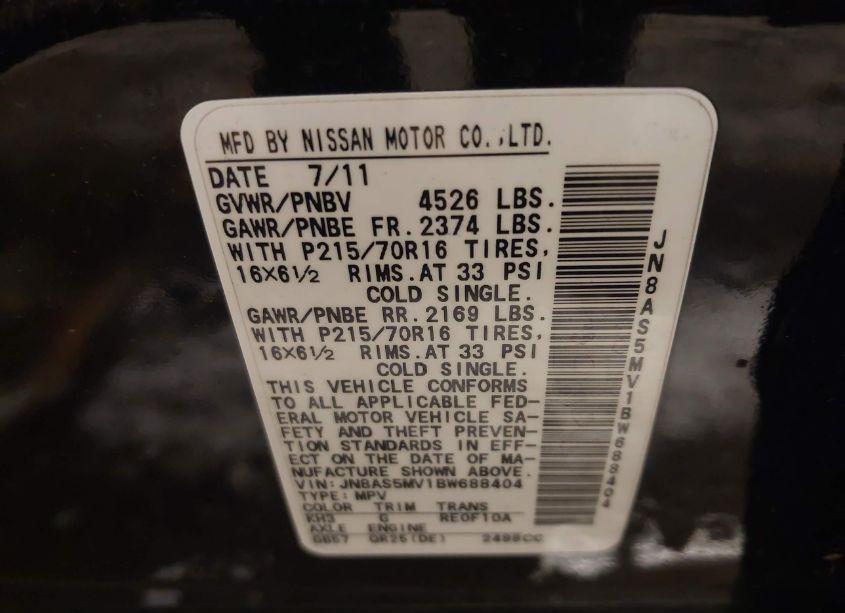 MFD BY NISSAN MOTOR CO.,LTD.
DATE 7/11
GVWR/PNBV 4526 LBS.
GAWR/PNBE FR. 2374 LBS.
WITH P215/70R16 TIRES,
16X6½ RIMS. AT 33 PSI
COLD SINGLE.
GAWR/PNBE RR. 2169 LBS.
WITH P215/70R16 TIRES,
16X6½ RIMS. AT 33 PSI
COLD SINGLE.
THIS VEHICLE CONFORMS
TO ALL APPLICABLE FED-
ERAL MOTOR VEHICLE SA-
FETY AND THEFT PREVEN-
TION STANDARDS IN EFF-
ECT ON THE DATE OF MA-
NUFACTURE SHOWN ABOVE.
VIN: JN8AS5MV1BW688404
TYPE: MPV
COLOR TRIM TRANS
KH3 G RE0F10A
AXLE ENGINE
GB57 QR25(DE) 2488CC
JN8AS5MV1BW688404